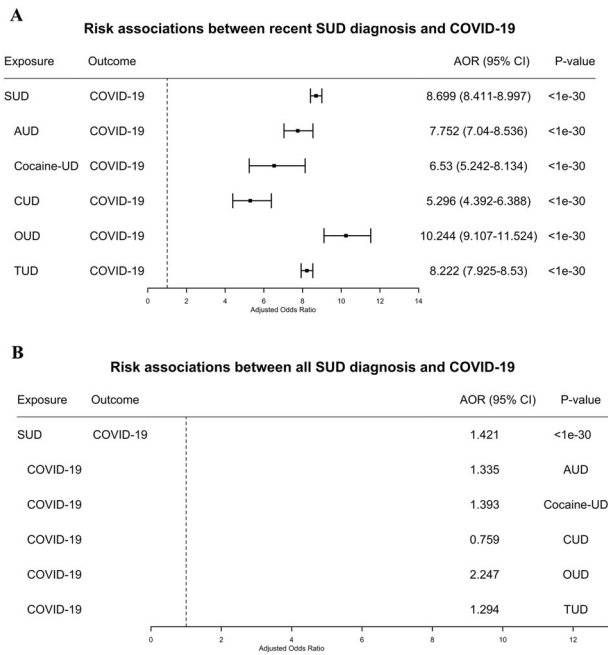 A
Risk associations between recent SUD diagnosis and COVID-19
Exposure Outcome AOR (95% CI) P-value
SUD COVID-19 8.699 (8.411-8.997) <1e-30
AUD COVID-19 7.752 (7.04-8.536) <1e-30
Cocaine-UD COVID-19 6.53 (5.242-8.134) <1e-30
CUD COVID-19 5.296 (4.392-6.388) <1e-30
OUD COVID-19 10.244 (9.107-11.524) <1e-30
TUD COVID-19 8.222 (7.925-8.53) <1e-30
0 2 4 6 8 10 12 14
Adjusted Odds Ratio
B
Risk associations between all SUD diagnosis and COVID-19
Exposure Outcome AOR (95% CI) P-value
SUD COVID-19 1.421 <1e-30
COVID-19 1.335 AUD
COVID-19 1.393 Cocaine-UD
COVID-19 0.759 CUD
COVID-19 2.247 OUD
COVID-19 1.294 TUD
0 2 4 6 8 10 12
Adjusted Odds Ratio